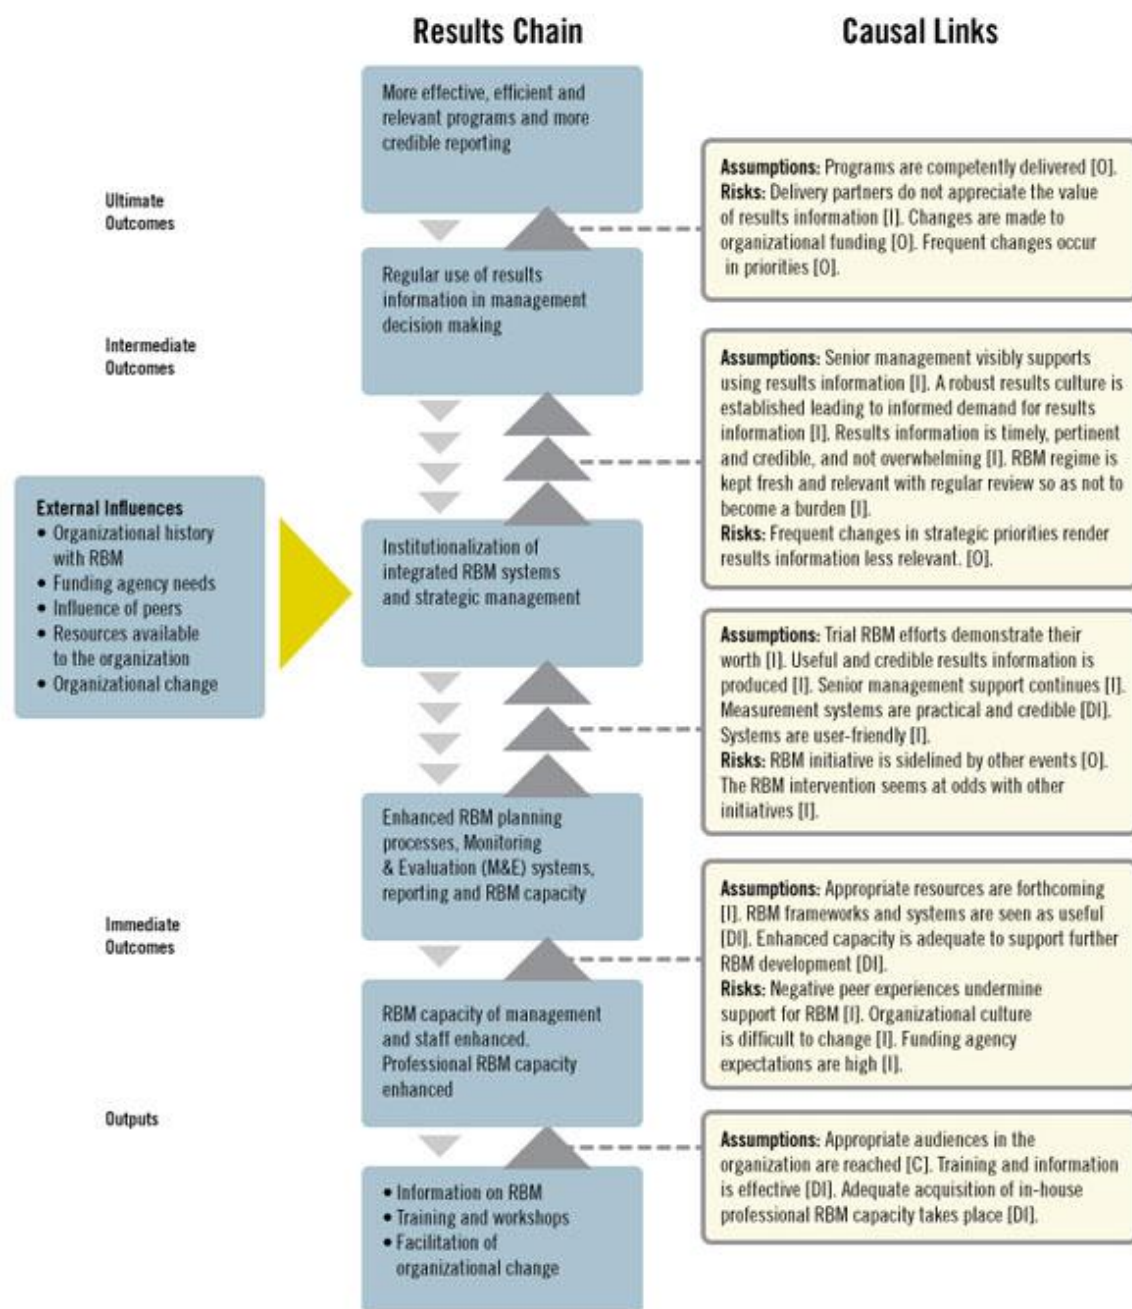 Results Chain
Causal Links
More effective, efficient and
relevant programs and more
credible reporting
Ultimate
Outcomes
Assumptions: Programs are competently delivered [O].
Risks: Delivery partners do not appreciate the value
of results information [I]. Changes are made to
organizational funding [O]. Frequent changes occur
in priorities [O].
Regular use of results
information in management
decision making
Intermediate
Outcomes
Assumptions: Senior management visibly supports
using results information [I]. A robust results culture is
established leading to informed demand for results
information [I]. Results information is timely, pertinent
and credible, and not overwhelming [I]. RBM regime is
kept fresh and relevant with regular review so as not to
become a burden [I].
Risks: Frequent changes in strategic priorities render
results information less relevant. [O].
External Influences
• Organizational history
with RBM
• Funding agency needs
• Influence of peers
• Resources available
to the organization
• Organizational change
Institutionalization of
integrated RBM systems
and strategic management
Assumptions: Trial RBM efforts demonstrate their
worth [I]. Useful and credible results information is
produced [I]. Senior management support continues [I].
Measurement systems are practical and credible [DI].
Systems are user-friendly [I].
Risks: RBM initiative is sidelined by other events [O].
The RBM intervention seems at odds with other
initiatives [I].
Enhanced RBM planning
processes, Monitoring
& Evaluation (M&E) systems,
reporting and RBM capacity
Immediate
Outcomes
Assumptions: Appropriate resources are forthcoming
[I]. RBM frameworks and systems are seen as useful
[DI]. Enhanced capacity is adequate to support further
RBM development [DI].
Risks: Negative peer experiences undermine
support for RBM [I]. Organizational culture
is difficult to change [I]. Funding agency
expectations are high [I].
RBM capacity of management
and staff enhanced.
Professional RBM capacity
enhanced
Outputs
Assumptions: Appropriate audiences in the
organization are reached [C]. Training and information
is effective [DI]. Adequate acquisition of in-house
professional RBM capacity takes place [DI].
• Information on RBM
• Training and workshops
• Facilitation of
organizational change